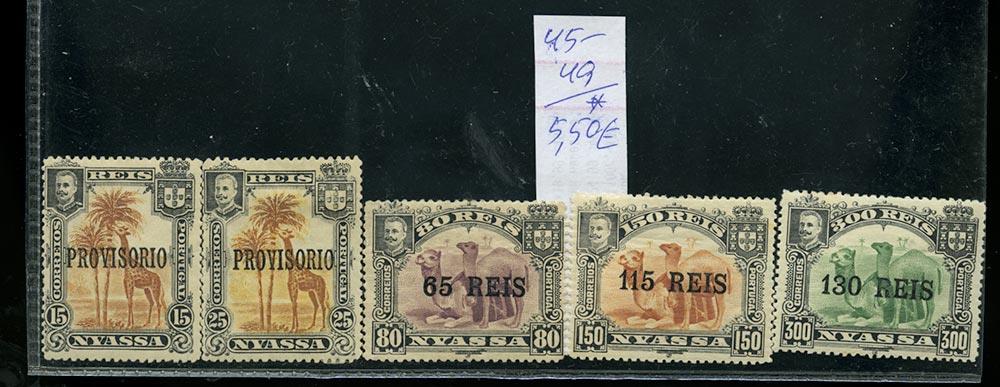 45-
49
*
5,50€
REIS
CORREIOS
PORTUGAL
PROVISORIO
15 15
NYASSA
REIS
CORREIOS
PORTUGAL
PROVISORIO
25 25
NYASSA
80 REIS
CORREIOS
PORTUGAL
65 REIS
80 80
NYASSA
150 REIS
CORREIOS
PORTUGAL
115 REIS
150 150
NYASSA
300 REIS
CORREIOS
PORTUGAL
130 REIS
300 300
NYASSA